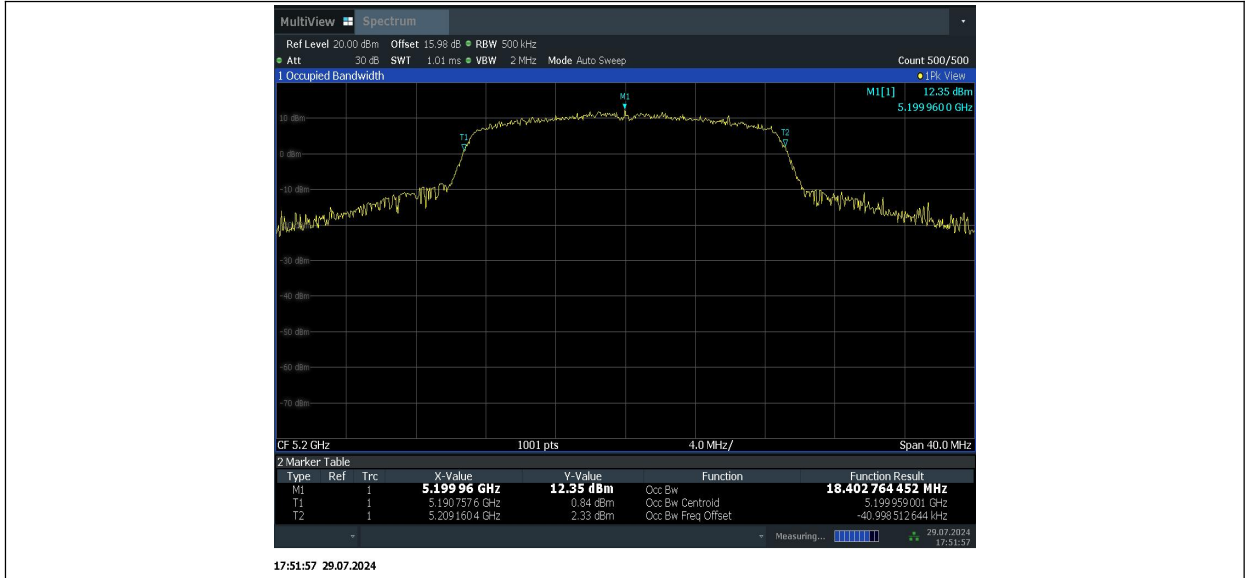 MultiView Spectrum
Ref Level 20.00 dBm Offset 15.98 dB RBW 500 kHz
Att 30 dB SWT 1.01 ms VBW 2 MHz Mode Auto Sweep Count 500/500
1 Occupied Bandwidth 1Pk View
M1[1] 12.35 dBm
5.199 960 0 GHz
M1
10 dBm
T1
T2
0 dBm
-10 dBm
-30 dBm
-40 dBm
-50 dBm
-60 dBm
-70 dBm
CF 5.2 GHz 1001 pts 4.0 MHz/ Span 40.0 MHz
2 Marker Table
Type Ref Trc X-Value Y-Value Function Function Result
M1 1 5.199 96 GHz 12.35 dBm Occ Bw 18.402 764 452 MHz
T1 1 5.190 757 6 GHz 0.84 dBm Occ Bw Centroid 5.199 959 001 GHz
T2 1 5.209 160 4 GHz 2.33 dBm Occ Bw Freq Offset -40.998 512 644 kHz
Measuring... 29.07.2024
17:51:57
17:51:57 29.07.2024